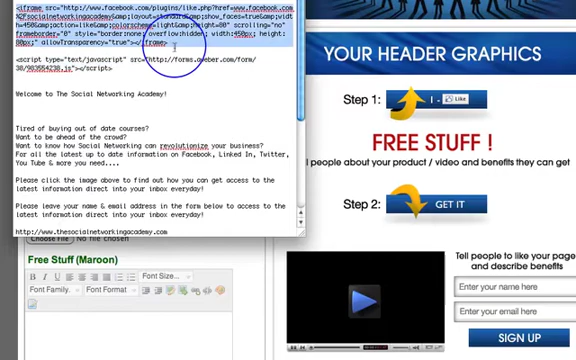 <iframe src="http://www.facebook.com/plugins/like.php?href=www.facebook.com
%2Fsocialnetworkingacademy&amp;layout=standard&amp;show_faces=true&amp;wid
th=450&amp;action=like&amp;colorscheme=light&amp;height=80" scrolling="no"
frameborder="0" style="border:none; overflow:hidden; width:450px; height:
80px;" allowTransparency="true"></iframe>
<script type="text/javascript" src="http://forms.aweber.com/form/
38/983554238.js"></script>
Welcome to The Social Networking Academy!
Tired of buying out of date courses?
Want to be ahead of the crowd?
Want to know how Social Networking can revolutionize your business?
For all the latest up to date information on Facebook, Linked In, Twitter,
You Tube & more you need....
Please click the image above to find out how you can get access to the
latest information direct into your inbox everyday!
Please leave your name & email address in the form below to access to the
latest information direct into your inbox everyday!
http://www.thesocialnetworkingacademy.com
Choose File No file chosen
Free Stuff (Maroon)
B I U Font Size...
Font Family. Font Format
YOUR HEADER GRAPHICS
Step 1: 1 - Like
FREE STUFF !
l people about your product / video and benefits they can get
Step 2: GET IT
Tell people to like your page
and describe benefits
Enter your name here
Enter your email here
SIGN UP